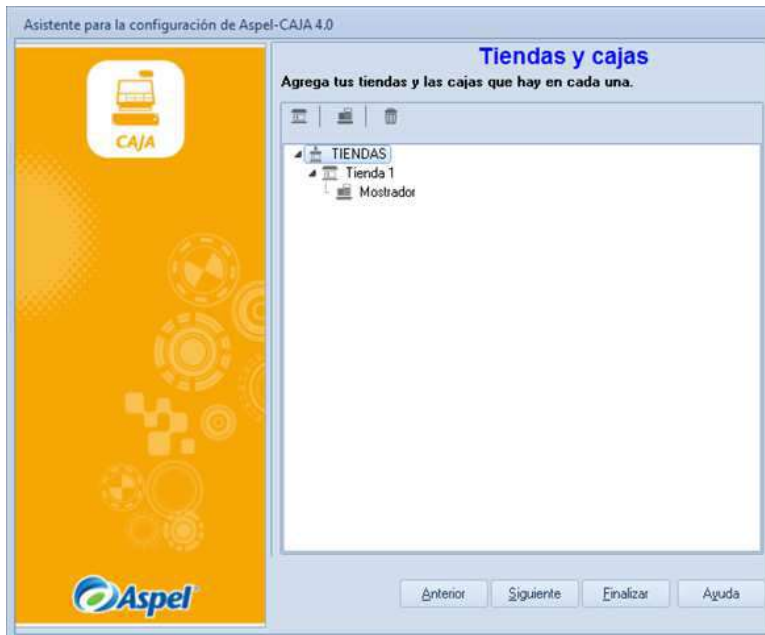 Asistente para la configuración de Aspel-CAJA 4.0
CAJA
Tiendas y cajas
Agrega tus tiendas y las cajas que hay en cada una.
TIENDAS
Tienda 1
Mostrador
Aspel
Anterior
Siguiente
Finalizar
Ayuda